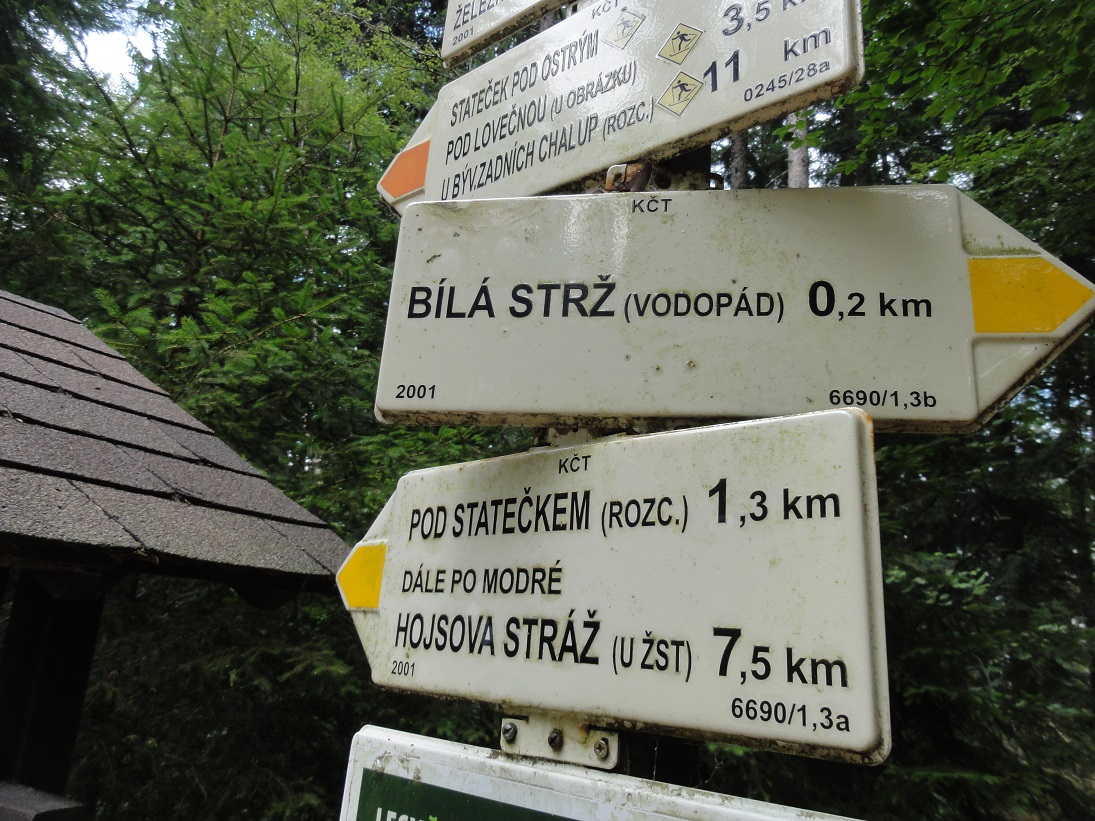 2001
KČT
STATEČEK POD OSTRÝM 3,5
POD LOVEČNOU (U OBRÁZKU) 11 km
U BÝV.ZADNÍCH CHALUP (ROZC.)
0245/28a
KČT
BÍLÁ STRŽ (VODOPÁD) 0,2 km
2001 6690/1,3b
KČT
POD STATEČKEM (ROZC.) 1,3 km
DÁLE PO MODRÉ
HOJSOVA STRÁŽ (U ŽST) 7,5 km
2001 6690/1,3a